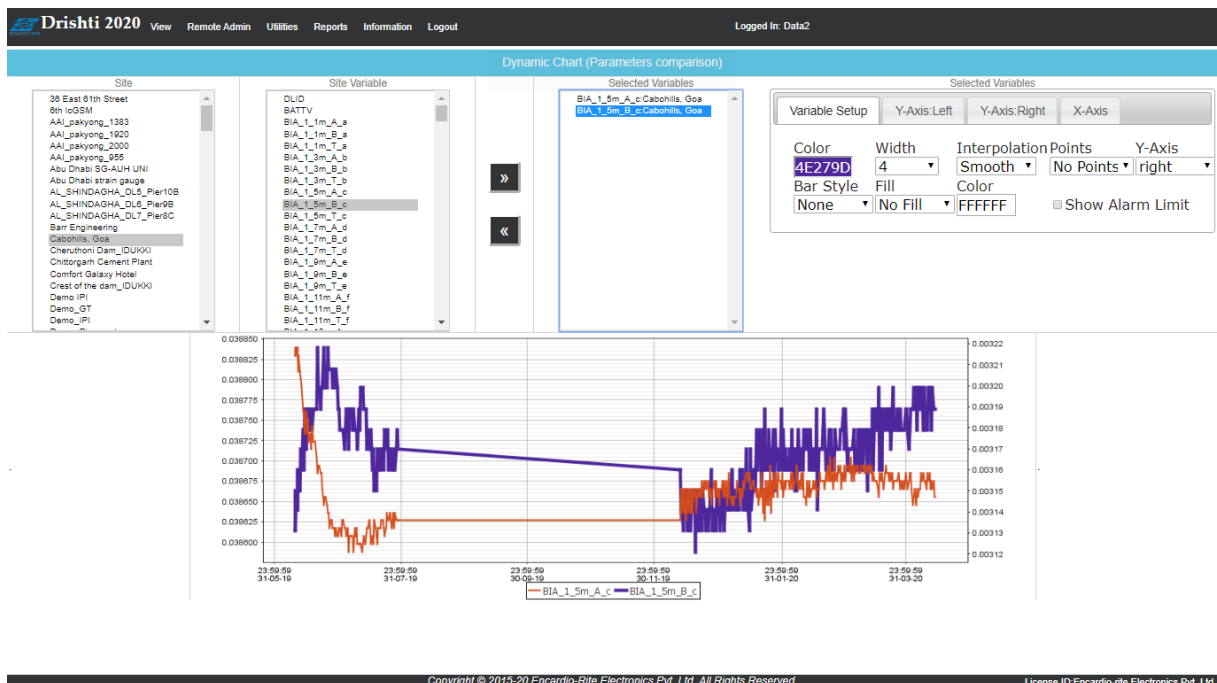 Drishti 2020 View Remote Admin Utilities Reports Information Logout Logged In: Data2
Dynamic Chart (Parameters comparison)
Site
36 East 61th Street
6th IcGSM
AAI_pakyong_1383
AAI_pakyong_1920
AAI_pakyong_2000
AAI_pakyong_955
Abu Dhabi SG-AUH UNI
Abu Dhabi strain gauge
AL_SHINDAGHA_DL5_Pier10B
AL_SHINDAGHA_DL6_Pier9B
AL_SHINDAGHA_DL7_Pier8C
Barr Engineering
Cabohills, Goa
Cheruthoni Dam_IDUKKI
Chittorgarh Cement Plant
Comfort Galaxy Hotel
Crest of the dam_IDUKKI
Demo IPI
Demo_GT
Demo_IPI
Site Variable
DLID
BATTV
BIA_1_1m_A_a
BIA_1_1m_B_a
BIA_1_1m_T_a
BIA_1_3m_A_b
BIA_1_3m_B_b
BIA_1_3m_T_b
BIA_1_5m_A_c
BIA_1_5m_B_c
BIA_1_5m_T_c
BIA_1_7m_A_d
BIA_1_7m_B_d
BIA_1_7m_T_d
BIA_1_9m_A_e
BIA_1_9m_B_e
BIA_1_9m_T_e
BIA_1_11m_A_f
BIA_1_11m_B_f
BIA_1_11m_T_f
»
«
Selected Variables
BIA_1_5m_A_c:Cabohills, Goa
BIA_1_5m_B_c:Cabohills, Goa
Selected Variables
Variable Setup Y-Axis:Left Y-Axis:Right X-Axis
Color Width Interpolation Points Y-Axis
4E279D 4 Smooth No Points right
Bar Style Fill Color
None No Fill FFFFFF Show Alarm Limit
0.038850
0.038825
0.038800
0.038775
0.038750
0.038725
0.038700
0.038675
0.038650
0.038625
0.038600
0.00322
0.00321
0.00320
0.00319
0.00318
0.00317
0.00316
0.00315
0.00314
0.00313
0.00312
23:59:59 23:59:59 23:59:59 23:59:59 23:59:59 23:59:59
31-05-19 31-07-19 30-09-19 30-11-19 31-01-20 31-03-20
BIA_1_5m_A_c BIA_1_5m_B_c
Copyright © 2015-20 Encardio-Rite Electronics Pvt. Ltd. All Rights Reserved. License ID:Encardio-rite Electronics Pvt. Ltd.